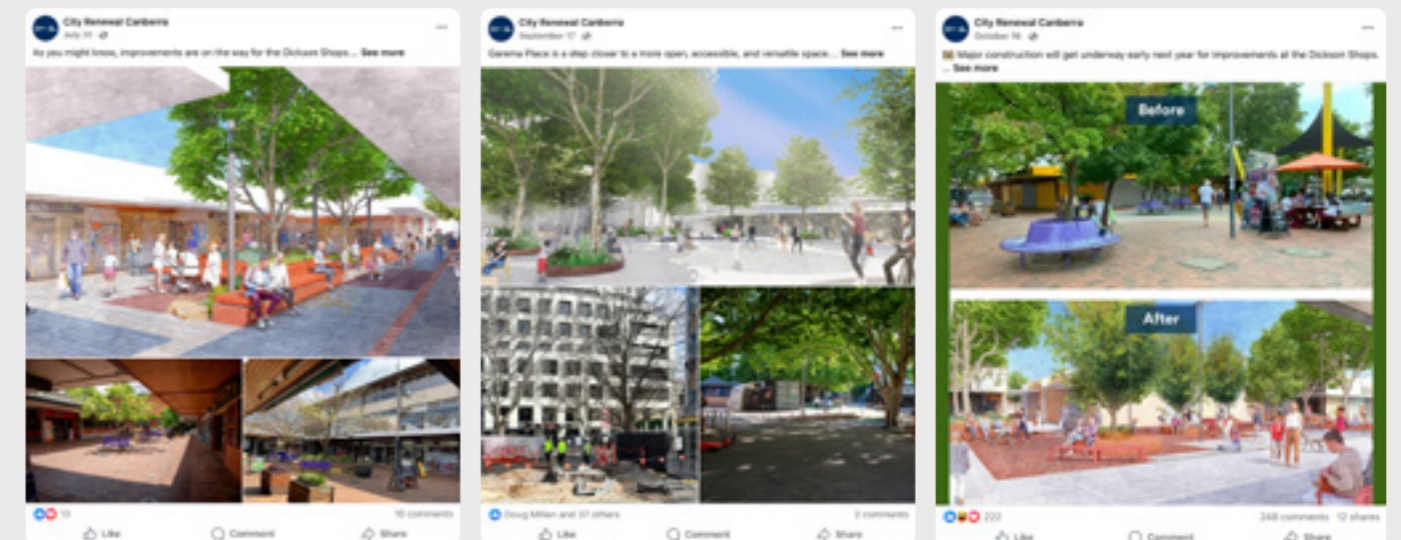 City Renewal Canberra
July 31
As you might know, improvements are on the way for the Dickson Shops... See more
13
10 comments
Like
Comment
Share
City Renewal Canberra
September 17
Garema Place is a step closer to a more open, accessible, and versatile space... See more
Doug Millen and 37 others
2 comments
Like
Comment
Share
City Renewal Canberra
October 16
Major construction will get underway early next year for improvements at the Dickson Shops.
... See more
Before
After
222
248 comments 12 shares
Like
Comment
Share